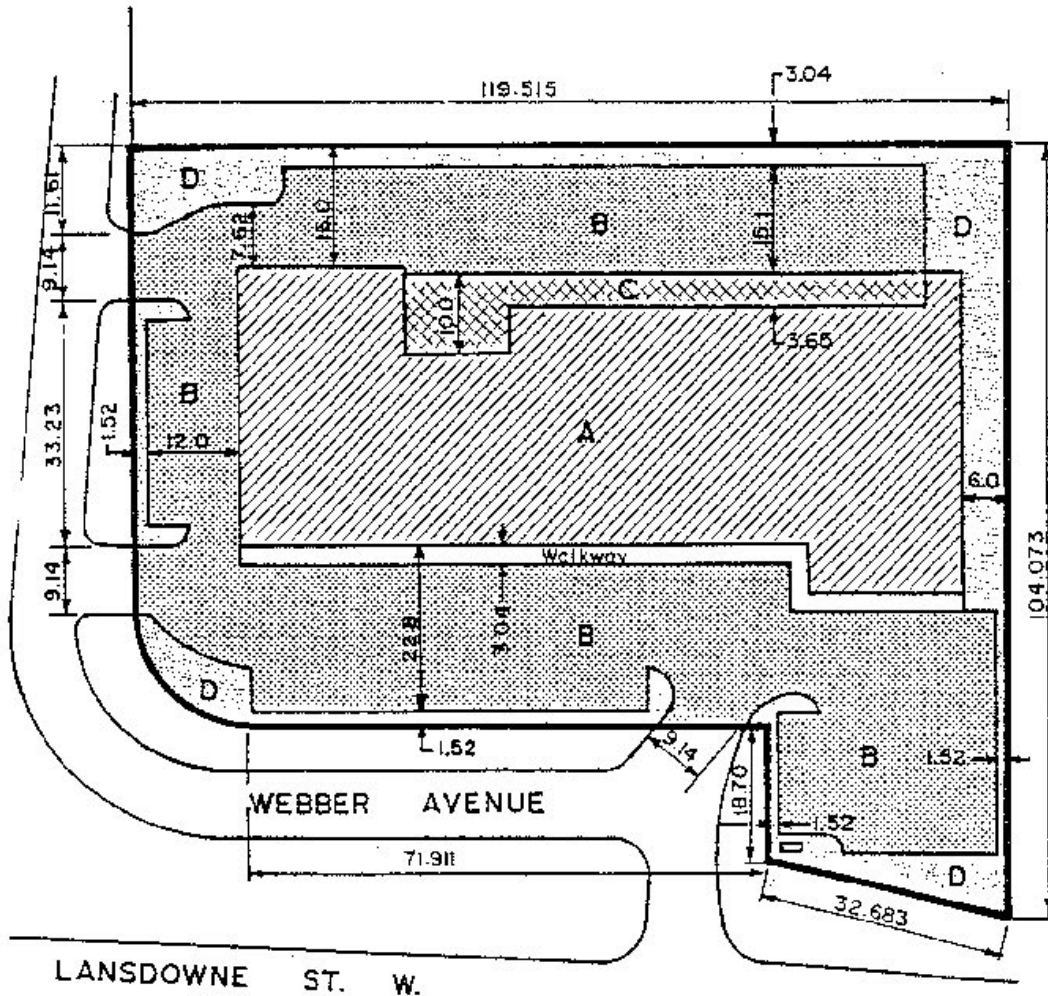 3.04
119.515
D
11.61
7.62
16.0
B
16.1
D
9.14
C
10.0
3.65
B
1.52
33.23
A
12.0
6.0
Walkway
104.073
9.14
22.8
3.04
B
D
1.52
9.14
B
1.52
WEBBER AVENUE
18.70
1.52
71.911
D
32.683
LANSDOWNE ST. W.